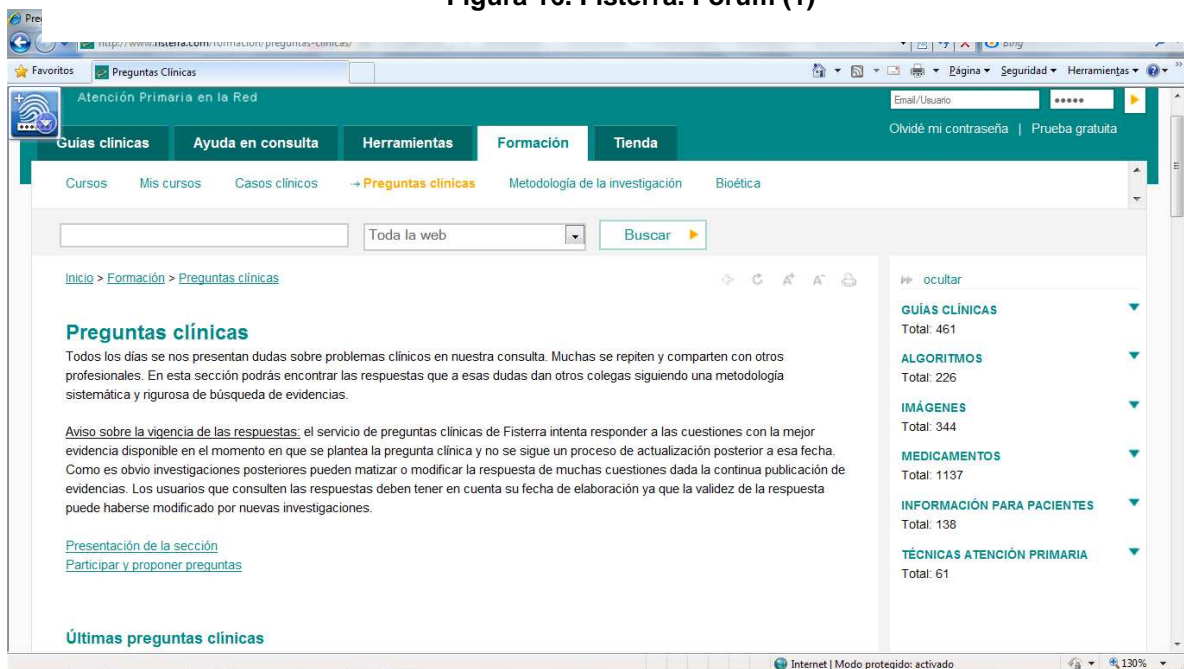 Figura 10. Fisterra. Fórum (1)
http://www.fisterra.com/formacion/preguntas-clinicas/
Bing
Favoritos
Preguntas Clínicas
Página
Seguridad
Herramientas
Atención Primaria en la Red
Email/Usuario
•••••
Olvidé mi contraseña | Prueba gratuita
Guías clínicas
Ayuda en consulta
Herramientas
Formación
Tienda
Cursos
Mis cursos
Casos clínicos
→ Preguntas clínicas
Metodología de la investigación
Bioética
Toda la web
Buscar
Inicio > Formación > Preguntas clínicas
A+ A-
Preguntas clínicas
Todos los días se nos presentan dudas sobre problemas clínicos en nuestra consulta. Muchas se repiten y comparten con otros
profesionales. En esta sección podrás encontrar las respuestas que a esas dudas dan otros colegas siguiendo una metodología
sistemática y rigurosa de búsqueda de evidencias.
Aviso sobre la vigencia de las respuestas: el servicio de preguntas clínicas de Fisterra intenta responder a las cuestiones con la mejor
evidencia disponible en el momento en que se plantea la pregunta clínica y no se sigue un proceso de actualización posterior a esa fecha.
Como es obvio investigaciones posteriores pueden matizar o modificar la respuesta de muchas cuestiones dada la continua publicación de
evidencias. Los usuarios que consulten las respuestas deben tener en cuenta su fecha de elaboración ya que la validez de la respuesta
puede haberse modificado por nuevas investigaciones.
Presentación de la sección
Participar y proponer preguntas
Últimas preguntas clínicas
ocultar
GUÍAS CLÍNICAS
Total: 461
ALGORITMOS
Total: 226
IMÁGENES
Total: 344
MEDICAMENTOS
Total: 1137
INFORMACIÓN PARA PACIENTES
Total: 138
TÉCNICAS ATENCIÓN PRIMARIA
Total: 61
Internet | Modo protegido: activado
130%